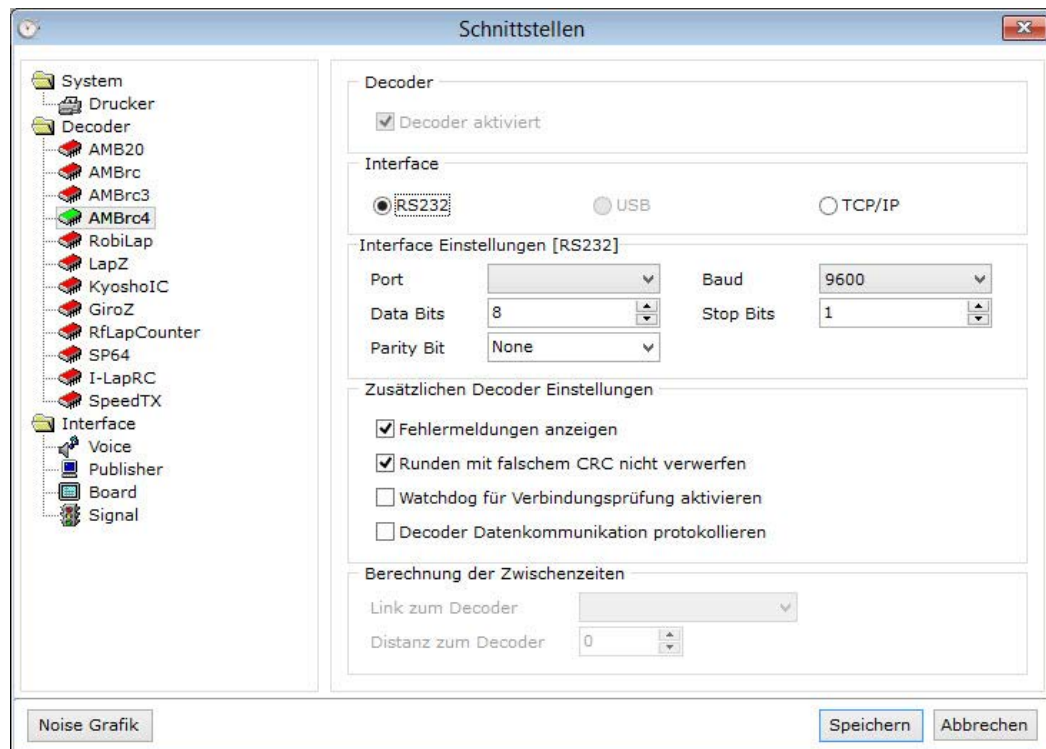 Schnittstellen
System
Drucker
Decoder
AMB20
AMBrc
AMBrc3
AMBrc4
RobiLap
LapZ
KyoshoIC
GiroZ
RfLapCounter
SP64
I-LapRC
SpeedTX
Interface
Voice
Publisher
Board
Signal
Decoder
Decoder aktiviert
Interface
RS232 USB TCP/IP
Interface Einstellungen [RS232]
Port Baud 9600
Data Bits 8 Stop Bits 1
Parity Bit None
Zusätzlichen Decoder Einstellungen
Fehlermeldungen anzeigen
Runden mit falschem CRC nicht verwerfen
Watchdog für Verbindungsprüfung aktivieren
Decoder Datenkommunikation protokollieren
Berechnung der Zwischenzeiten
Link zum Decoder
Distanz zum Decoder 0
Noise Grafik Speichern Abbrechen